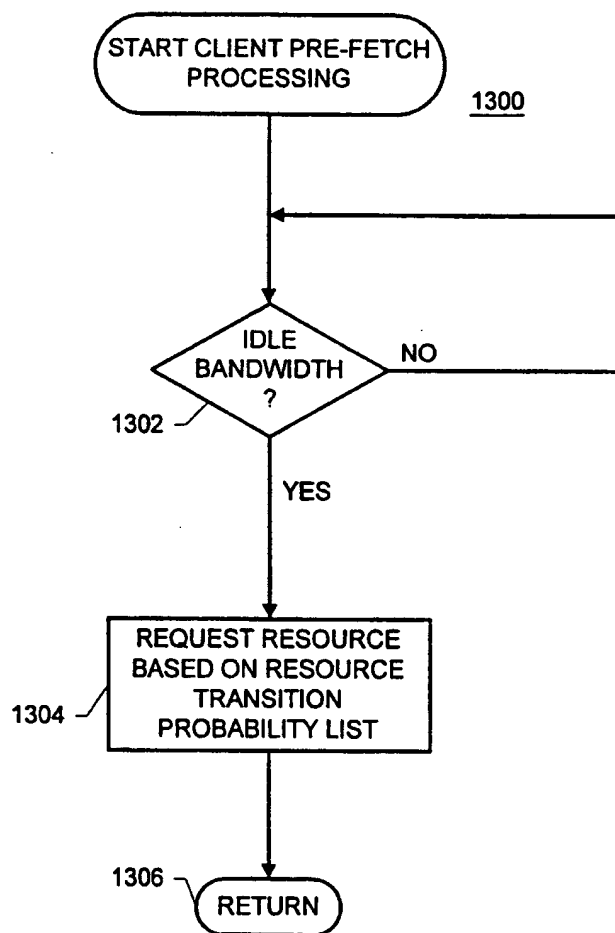 START CLIENT PRE-FETCH
PROCESSING
1300
IDLE
BANDWIDTH
?
NO
1302
YES
REQUEST RESOURCE
BASED ON RESOURCE
TRANSITION
PROBABILITY LIST
1304
1306
RETURN